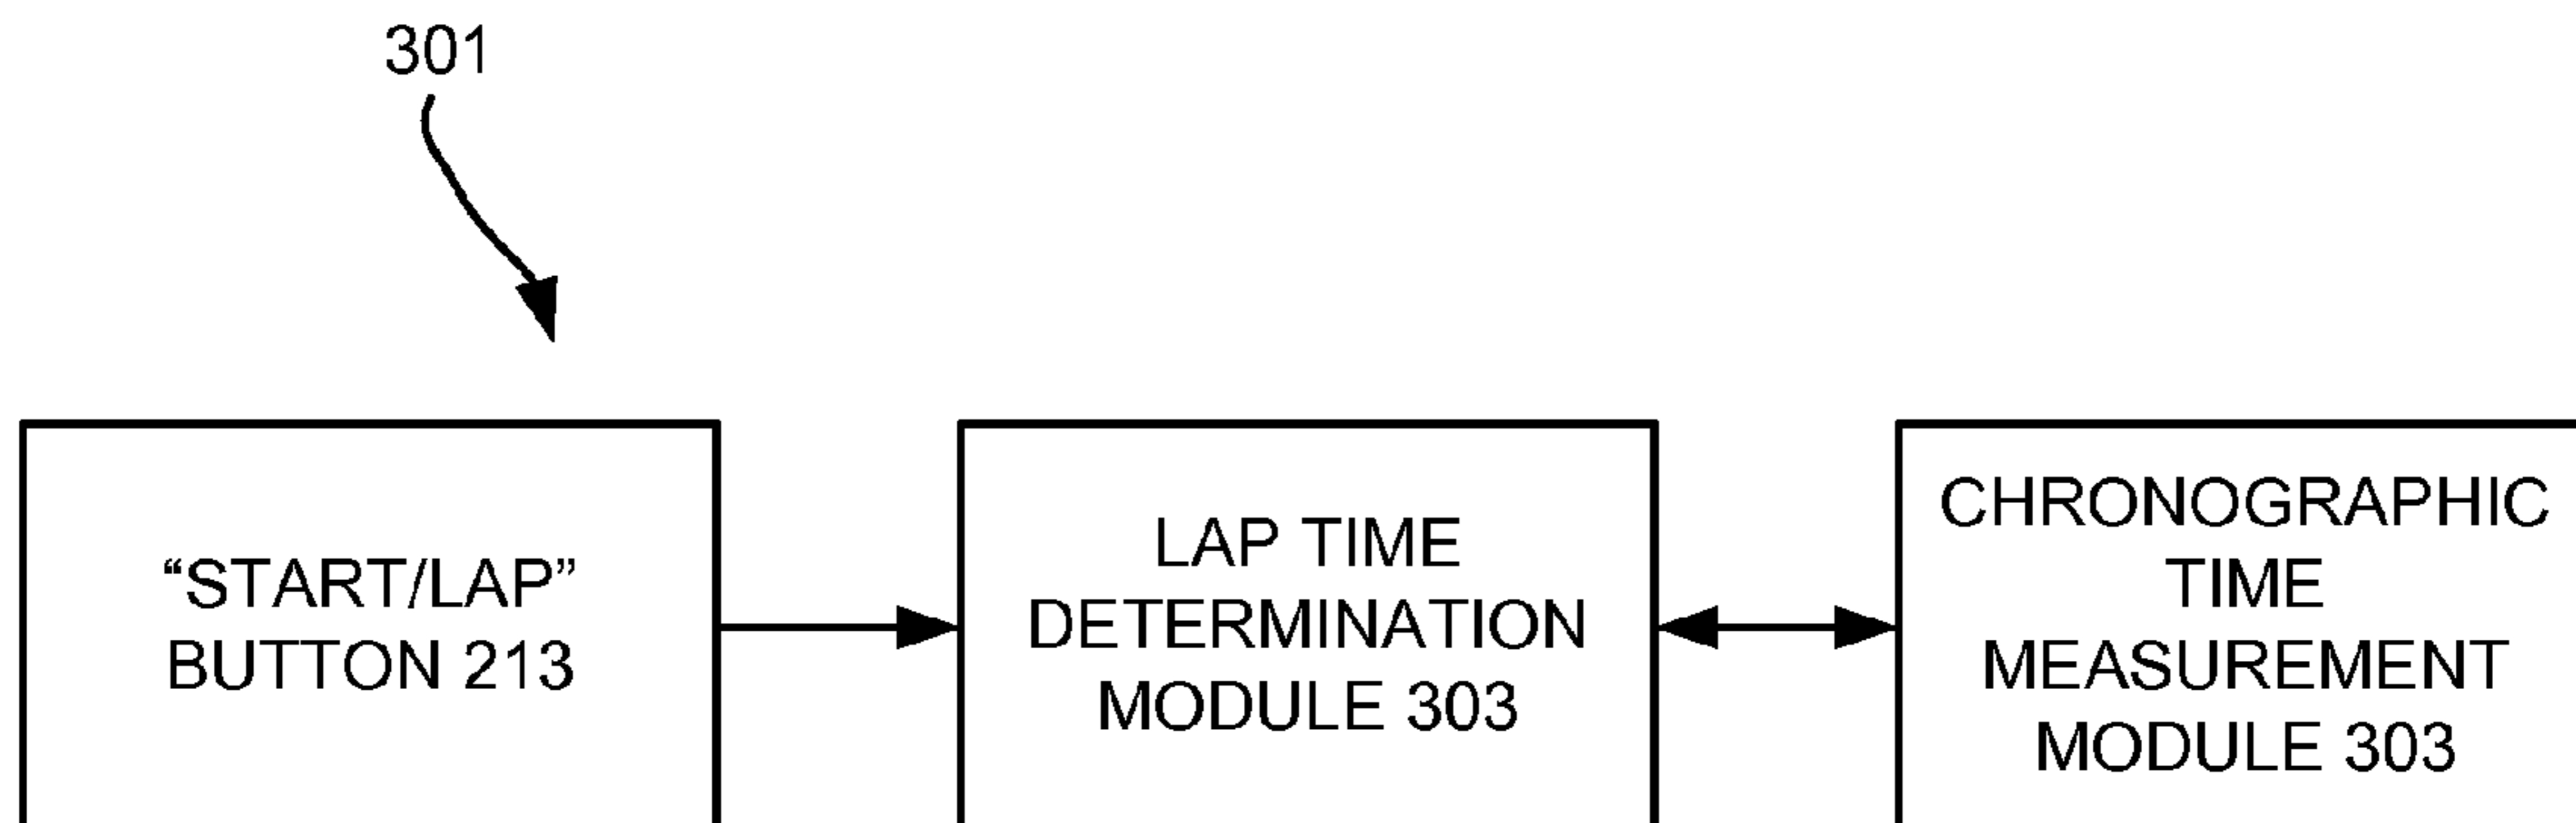 301
“START/LAP”
BUTTON 213
LAP TIME
DETERMINATION
MODULE 303
CHRONOGRAPHIC
TIME
MEASUREMENT
MODULE 303